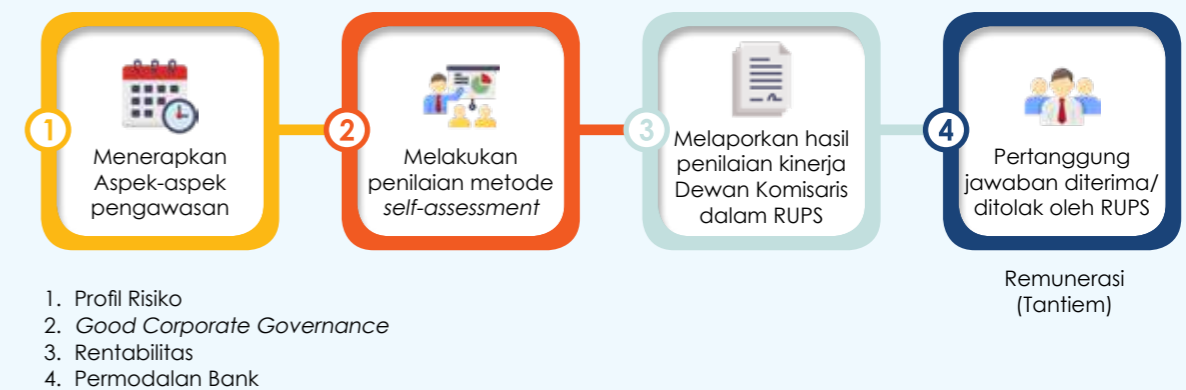 1
Menerapkan
Aspek-aspek
pengawasan
2
Melakukan
penilaian metode
self-assessment
3
Melaporkan hasil
penilaian kinerja
Dewan Komisaris
dalam RUPS
4
Pertanggung
jawaban diterima/
ditolak oleh RUPS
Remunerasi
(Tantiem)
1. Profil Risiko
2. Good Corporate Governance
3. Rentabilitas
4. Permodalan Bank